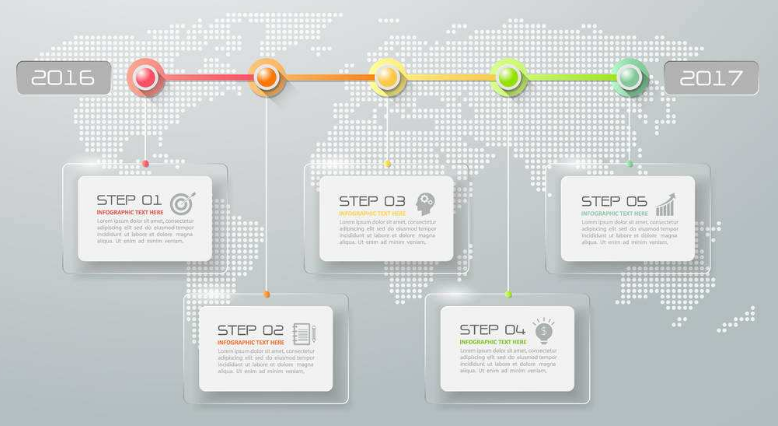 2016
2017
STEP 01
INFOGRAPHIC TEXT HERE
Lorem ipsum dolor sit amet, consectetur
adipiscing elit, sed do eiusmod tempor
incididunt ut labore et dolore magna
aliqua. Ut enim ad minim veniam.
STEP 03
INFOGRAPHIC TEXT HERE
Lorem ipsum dolor sit amet, consectetur
adipiscing elit, sed do eiusmod tempor
incididunt ut labore et dolore magna
aliqua. Ut enim ad minim veniam.
STEP 05
INFOGRAPHIC TEXT HERE
Lorem ipsum dolor sit amet, consectetur
adipiscing elit, sed do eiusmod tempor
incididunt ut labore et dolore magna
aliqua. Ut enim ad minim veniam.
STEP 02
INFOGRAPHIC TEXT HERE
Lorem ipsum dolor sit amet, consectetur
adipiscing elit, sed do eiusmod tempor
incididunt ut labore et dolore magna
aliqua. Ut enim ad minim veniam.
STEP 04
INFOGRAPHIC TEXT HERE
Lorem ipsum dolor sit amet, consectetur
adipiscing elit, sed do eiusmod tempor
incididunt ut labore et dolore magna
aliqua. Ut enim ad minim veniam.